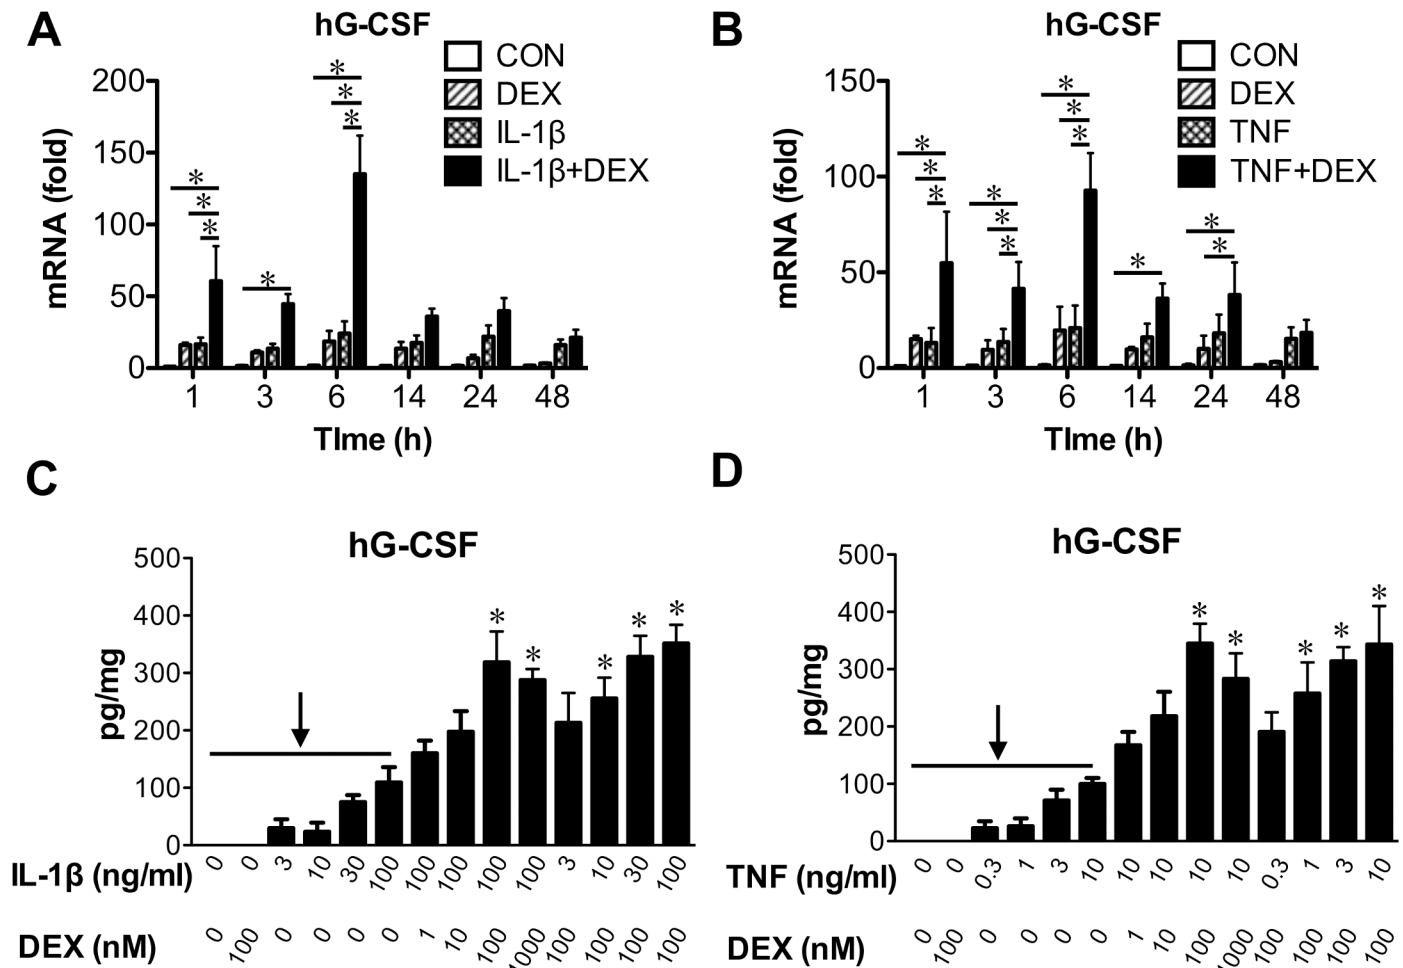 A
hG-CSF
CON
DEX
IL-1β
IL-1β+DEX
mRNA (fold)
200
150
100
50
0
* * *
*
* * *
1 3 6 14 24 48
TIme (h)
B
hG-CSF
CON
DEX
TNF
TNF+DEX
mRNA (fold)
150
100
50
0
* * *
* * *
* * *
*
* *
1 3 6 14 24 48
TIme (h)
C
hG-CSF
pg/mg
500
400
300
200
100
0
* * * * *
IL-1β (ng/ml) 0 0 3 10 30 100 100 100 100 100 3 10 30 100
DEX (nM) 0 100 0 0 0 0 1 10 100 1000 100 100 100 100
D
hG-CSF
pg/mg
500
400
300
200
100
0
* * * * *
TNF (ng/ml) 0 0 0.3 1 3 10 10 10 10 10 0.3 1 3 10
DEX (nM) 0 100 0 0 0 0 1 10 100 1000 100 100 100 100